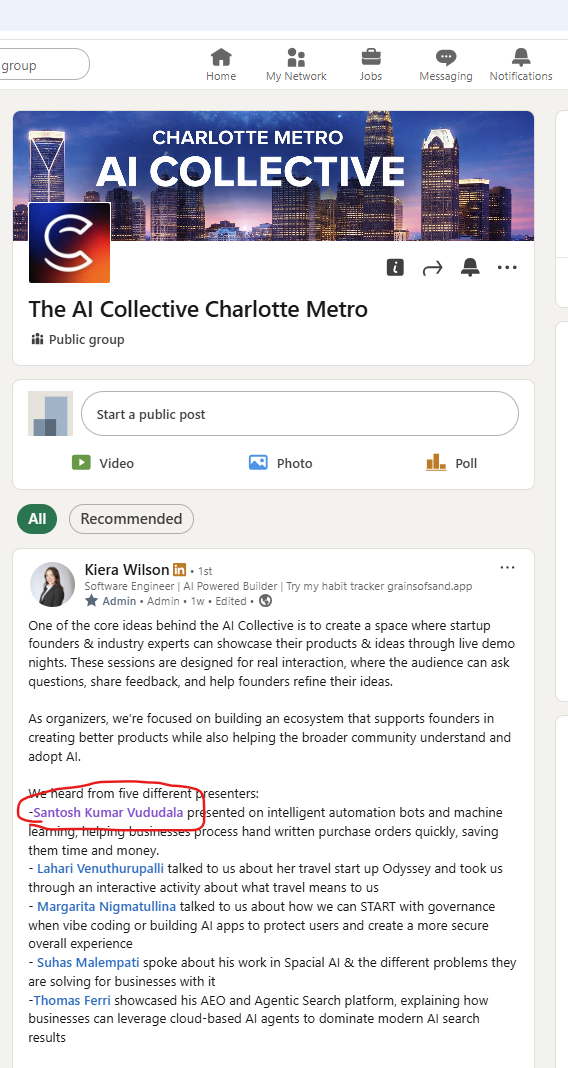 group
Home
My Network
Jobs
Messaging
Notifications
CHARLOTTE METRO
AI COLLECTIVE
The AI Collective Charlotte Metro
Public group
Start a public post
Video
Photo
Poll
All
Recommended
Kiera Wilson in • 1st
Software Engineer | AI Powered Builder | Try my habit tracker grainsofsand.app
Admin • Admin • 1w • Edited •
One of the core ideas behind the AI Collective is to create a space where startup
founders & industry experts can showcase their products & ideas through live demo
nights. These sessions are designed for real interaction, where the audience can ask
questions, share feedback, and help founders refine their ideas.
As organizers, we're focused on building an ecosystem that supports founders in
creating better products while also helping the broader community understand and
adopt AI.
We heard from five different presenters:
-Santosh Kumar Vududala presented on intelligent automation bots and machine
learning, helping businesses process hand written purchase orders quickly, saving
them time and money.
- Lahari Venuthurupalli talked to us about her travel start up Odyssey and took us
through an interactive activity about what travel means to us
- Margarita Nigmatullina talked to us about how we can START with governance
when vibe coding or building AI apps to protect users and create a more secure
overall experience
- Suhas Malempati spoke about his work in Spacial AI & the different problems they
are solving for businesses with it
-Thomas Ferri showcased his AEO and Agentic Search platform, explaining how
businesses can leverage cloud-based AI agents to dominate modern AI search
results